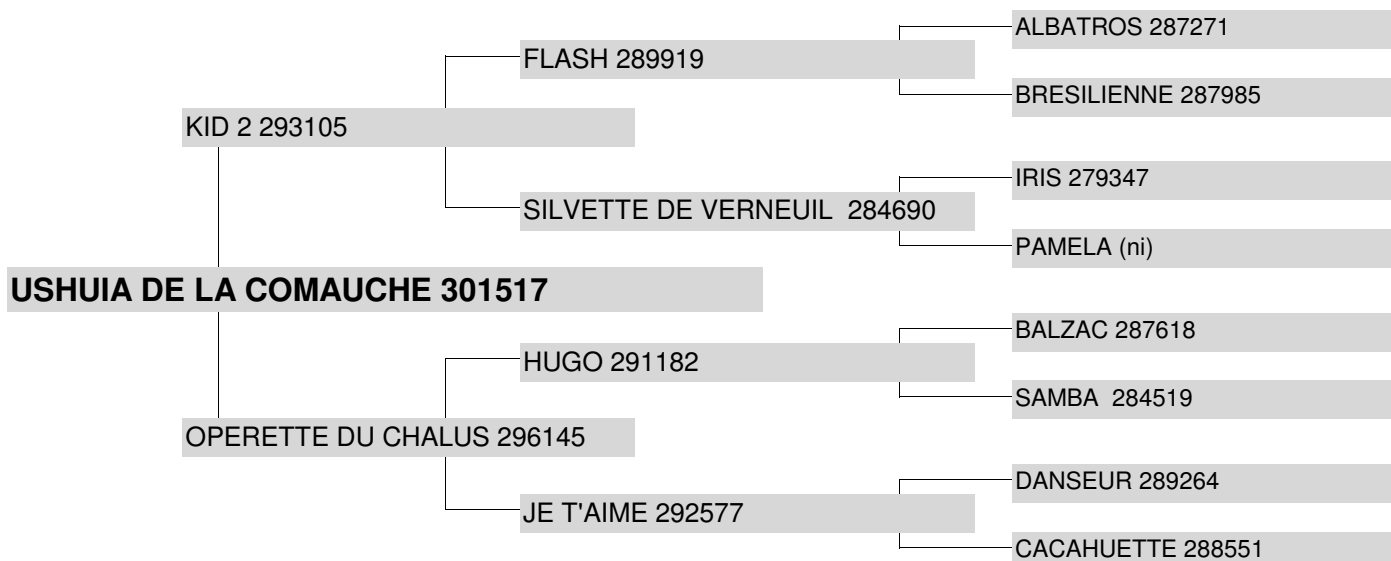 ALBATROS 287271
FLASH 289919
BRESILIENNE 287985
KID 2 293105
IRIS 279347
SILVETTE DE VERNEUIL  284690
PAMELA (ni)
USHUIA DE LA COMAUCHE 301517
BALZAC 287618
HUGO 291182
SAMBA  284519
OPERETTE DU CHALUS 296145
DANSEUR 289264
JE T'AIME 292577
CACAHUETTE 288551